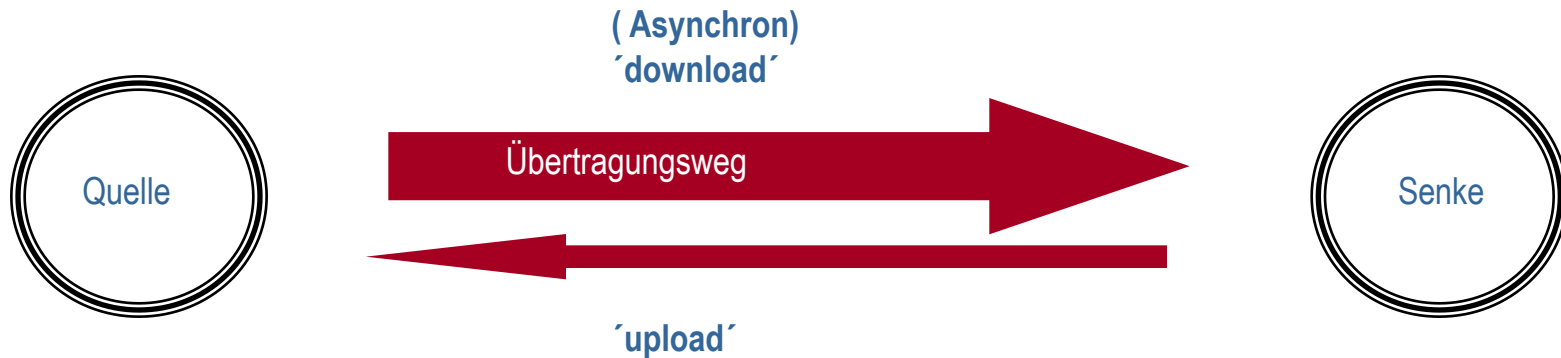 ( Asynchron)
´download´
Quelle
Übertragungsweg
Senke
´upload´